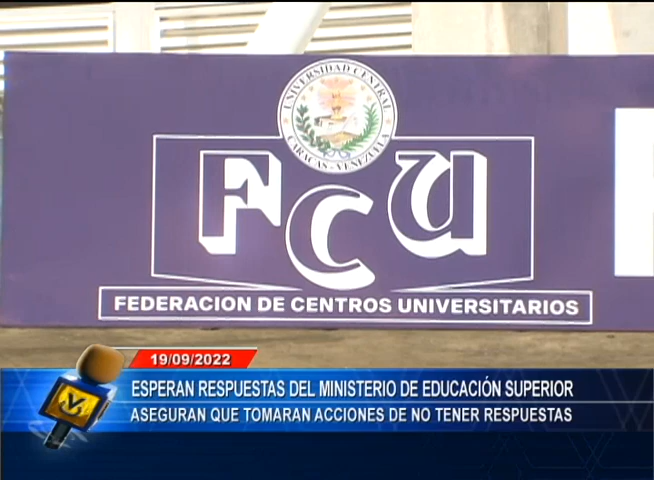 UNIVERSIDAD CENTRAL
CARACAS - VENEZUELA
FCU
FEDERACION DE CENTROS UNIVERSITARIOS
19/09/2022
ESPERAN RESPUESTAS DEL MINISTERIO DE EDUCACIÓN SUPERIOR
ASEGURAN QUE TOMARAN ACCIONES DE NO TENER RESPUESTAS